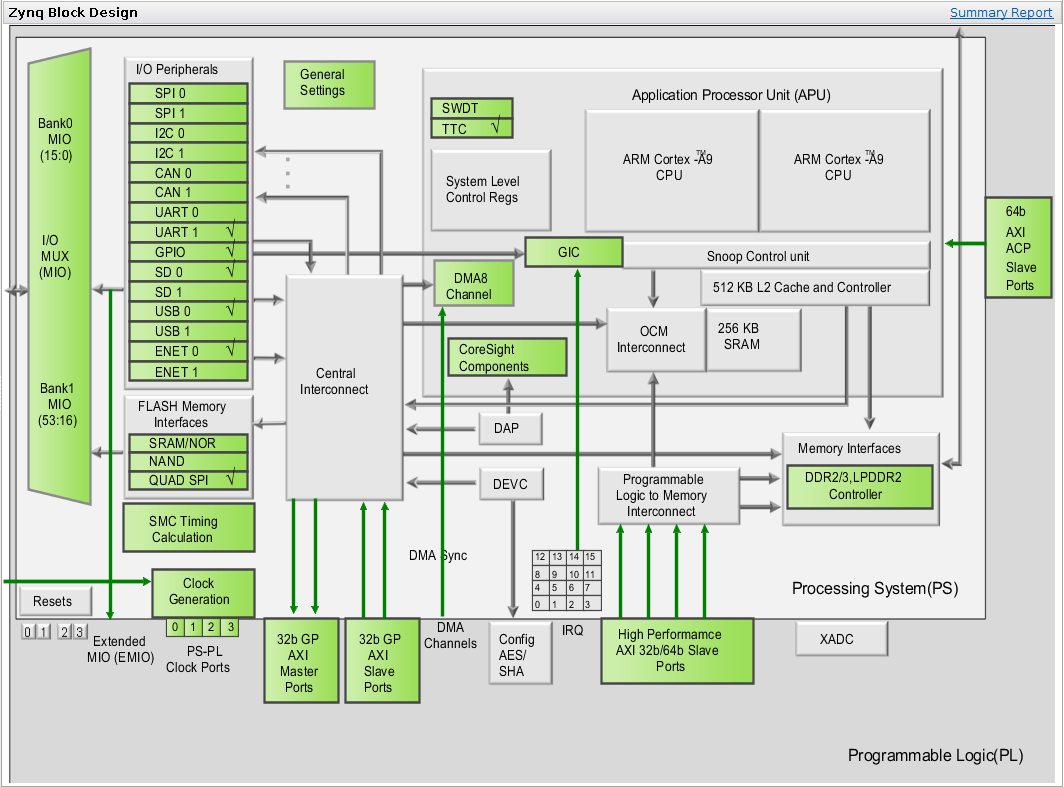 Zynq Block Design
Summary Report
Bank0
MIO
(15:0)
I/O
MUX
(MIO)
Bank1
MIO
(53:16)
I/O Peripherals
SPI 0
SPI 1
I2C 0
I2C 1
CAN 0
CAN 1
UART 0
UART 1 √
GPIO √
SD 0 √
SD 1
USB 0 √
USB 1
ENET 0 √
ENET 1
FLASH Memory
Interfaces
SRAM/NOR
NAND
QUAD SPI √
SMC Timing
Calculation
General
Settings
Application Processor Unit (APU)
SWDT
TTC √
System Level
Control Regs
ARM Cortex -A9™
CPU
ARM Cortex -A9™
CPU
GIC
Snoop Control unit
DMA8
Channel
512 KB L2 Cache and Controller
OCM
Interconnect
256 KB
SRAM
CoreSight
Components
Central
Interconnect
DAP
DEVC
Programmable
Logic to Memory
Interconnect
Memory Interfaces
DDR2/3,LPDDR2
Controller
64b
AXI
ACP
Slave
Ports
DMA Sync
12 13 14 15
8 9 10 11
4 5 6 7
0 1 2 3
IRQ
Processing System(PS)
Clock
Generation
Resets
0 1 2 3
Extended
MIO (EMIO)
0 1 2 3
PS-PL
Clock Ports
32b GP
AXI
Master
Ports
32b GP
AXI
Slave
Ports
DMA
Channels
Config
AES/
SHA
High Performamce
AXI 32b/64b Slave
Ports
XADC
Programmable Logic(PL)